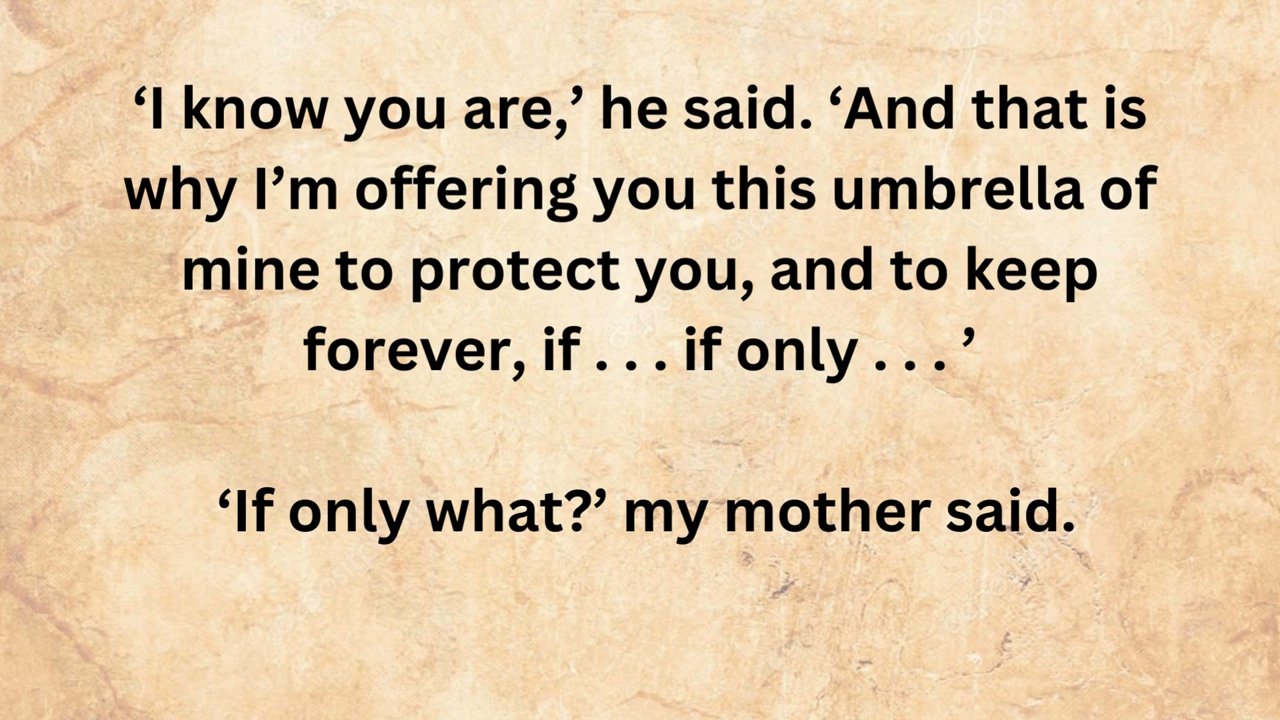 ‘I know you are,’ he said. ‘And that is
why I’m offering you this umbrella of
mine to protect you, and to keep
forever, if . . . if only . . . ’
‘If only what?’ my mother said.